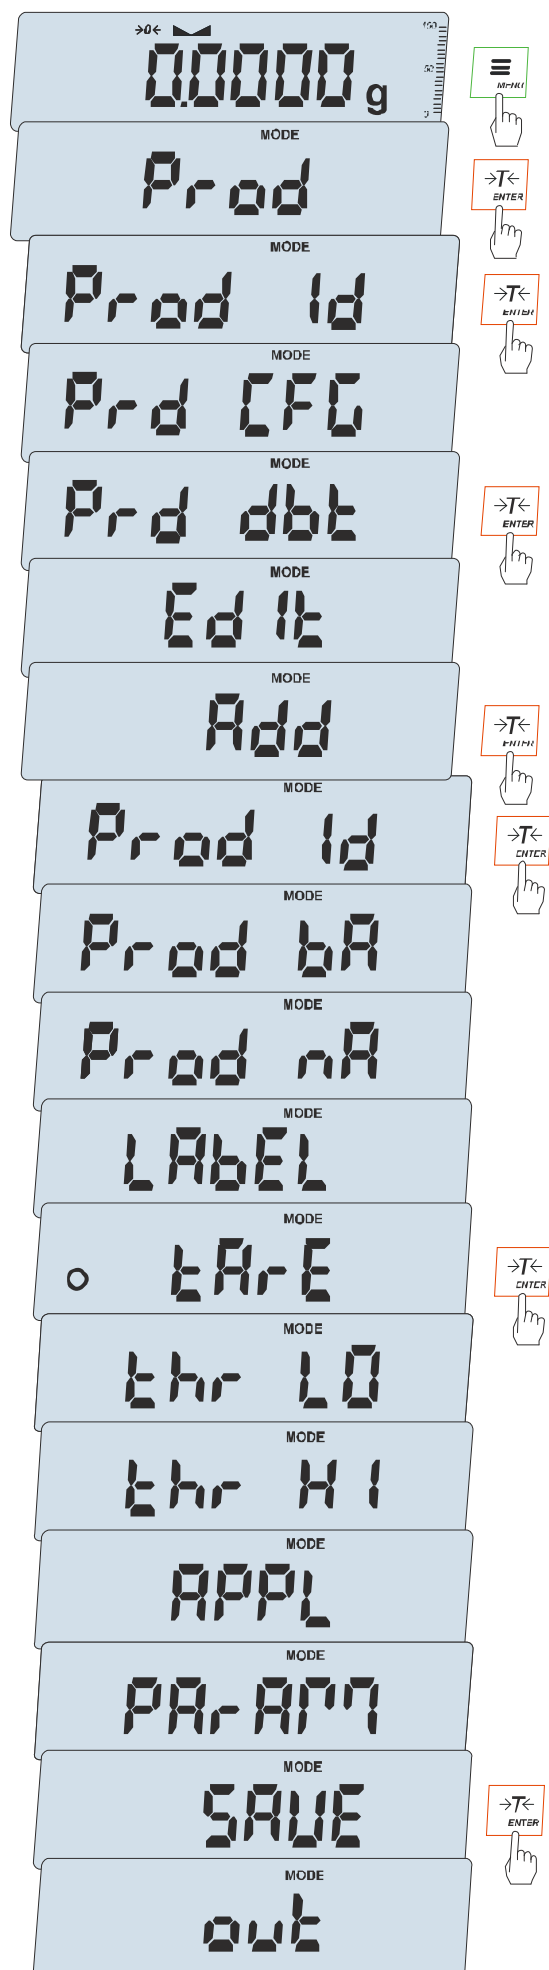 →0← 100
0.0000 g 50
0
MENU
MODE
Prod
→T←
ENTER
MODE
Prod Id
→T←
ENTER
MODE
Prd CFG
MODE
Prd dbt
→T←
ENTER
MODE
EdIt
MODE
Add
→T←
ENTER
MODE
Prod Id
→T←
ENTER
MODE
Prod bA
MODE
Prod nA
MODE
LAbEL
MODE
o tArE
→T←
ENTER
MODE
thr LO
MODE
thr HI
MODE
APPL
MODE
PArAM
MODE
SAVE
→T←
ENTER
MODE
out